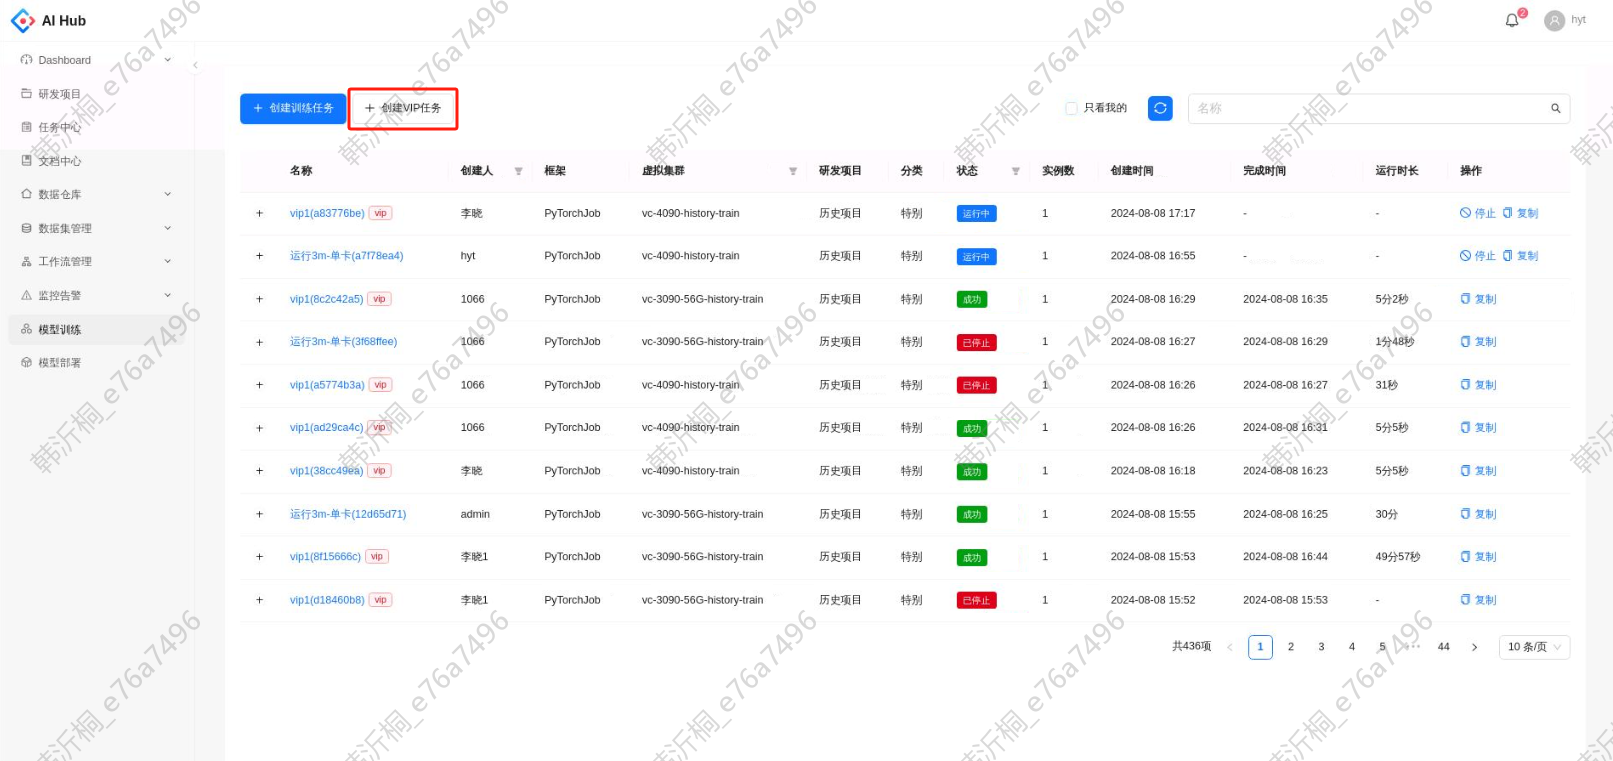 AI Hub
2
hyt
Dashboard
研发项目
任务中心
文档中心
数据仓库
数据集管理
工作流管理
监控告警
模型训练
模型部署
+ 创建训练任务
+ 创建VIP任务
只看我的
名称
名称 创建人 框架 虚拟集群 研发项目 分类 状态 实例数 创建时间 完成时间 运行时长 操作
+ vip1(a83776be) vip 李晓 PyTorchJob vc-4090-history-train 历史项目 特别 运行中 1 2024-08-08 17:17 - - 停止 复制
+ 运行3m-单卡(a7f78ea4) hyt PyTorchJob vc-4090-history-train 历史项目 特别 运行中 1 2024-08-08 16:55 - - 停止 复制
+ vip1(8c2c42a5) vip 1066 PyTorchJob vc-3090-56G-history-train 历史项目 特别 成功 1 2024-08-08 16:29 2024-08-08 16:35 5分2秒 复制
+ 运行3m-单卡(3f68ffee) 1066 PyTorchJob vc-3090-56G-history-train 历史项目 特别 已停止 1 2024-08-08 16:27 2024-08-08 16:29 1分48秒 复制
+ vip1(a5774b3a) vip 1066 PyTorchJob vc-4090-history-train 历史项目 特别 已停止 1 2024-08-08 16:26 2024-08-08 16:27 31秒 复制
+ vip1(ad29ca4c) vip 1066 PyTorchJob vc-4090-history-train 历史项目 特别 成功 1 2024-08-08 16:26 2024-08-08 16:31 5分5秒 复制
+ vip1(38cc49ea) vip 李晓 PyTorchJob vc-4090-history-train 历史项目 特别 成功 1 2024-08-08 16:18 2024-08-08 16:23 5分5秒 复制
+ 运行3m-单卡(12d65d71) admin PyTorchJob vc-3090-56G-history-train 历史项目 特别 成功 1 2024-08-08 15:55 2024-08-08 16:25 30分 复制
+ vip1(8f15666c) vip 李晓1 PyTorchJob vc-3090-56G-history-train 历史项目 特别 成功 1 2024-08-08 15:53 2024-08-08 16:44 49分57秒 复制
+ vip1(d18460b8) vip 李晓1 PyTorchJob vc-3090-56G-history-train 历史项目 特别 已停止 1 2024-08-08 15:52 2024-08-08 15:53 - 复制
共436项 < 1 2 3 4 5 ••• 44 > 10 条/页
韩沂桐_e76a7496